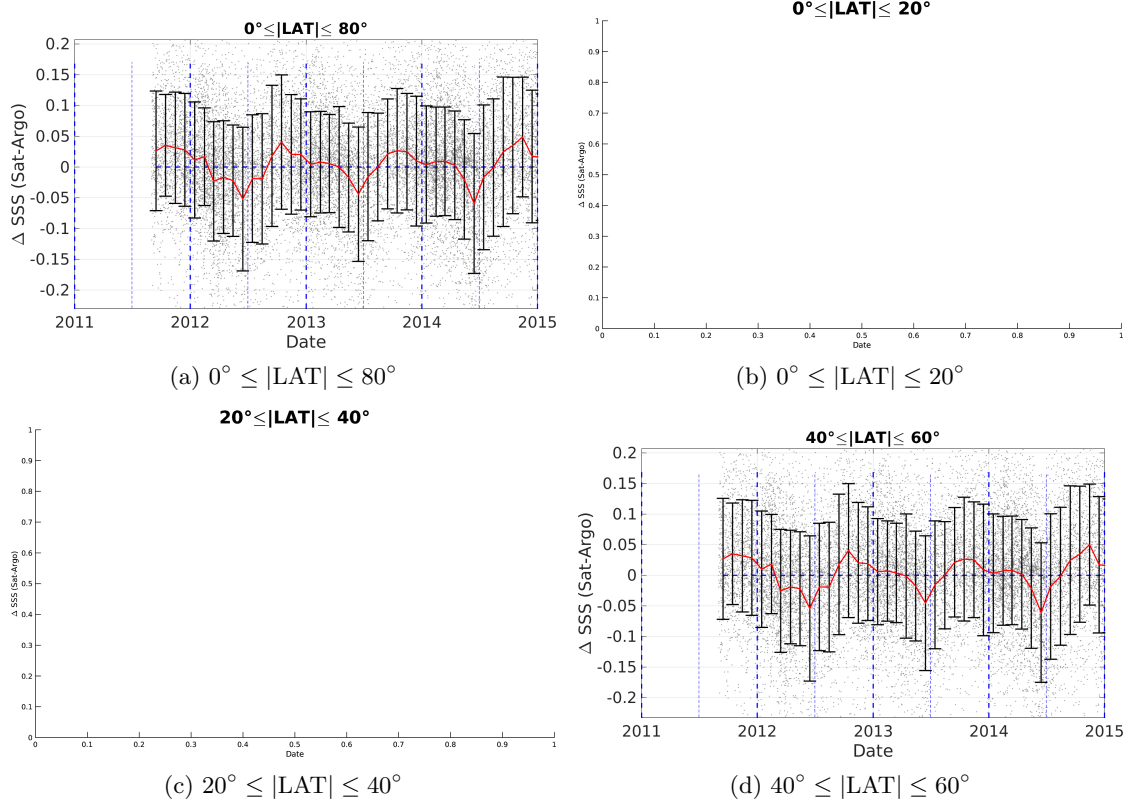 0°≤|LAT|≤ 80°
0.2
0.15
0.1
0.05
0
-0.05
-0.1
-0.15
-0.2
Δ SSS (Sat-Argo)
2011 2012 2013 2014 2015
Date
(a) 0° ≤ |LAT| ≤ 80°
0°≤|LAT|≤ 20°
1
0.9
0.8
0.7
0.6
0.5
0.4
0.3
0.2
0.1
0
Δ SSS (Sat-Argo)
0 0.1 0.2 0.3 0.4 0.5 0.6 0.7 0.8 0.9 1
Date
(b) 0° ≤ |LAT| ≤ 20°
20°≤|LAT|≤ 40°
1
0.9
0.8
0.7
0.6
0.5
0.4
0.3
0.2
0.1
0
Δ SSS (Sat-Argo)
0 0.1 0.2 0.3 0.4 0.5 0.6 0.7 0.8 0.9 1
Date
(c) 20° ≤ |LAT| ≤ 40°
40°≤|LAT|≤ 60°
0.2
0.15
0.1
0.05
0
-0.05
-0.1
-0.15
-0.2
Δ SSS (Sat-Argo)
2011 2012 2013 2014 2015
Date
(d) 40° ≤ |LAT| ≤ 60°